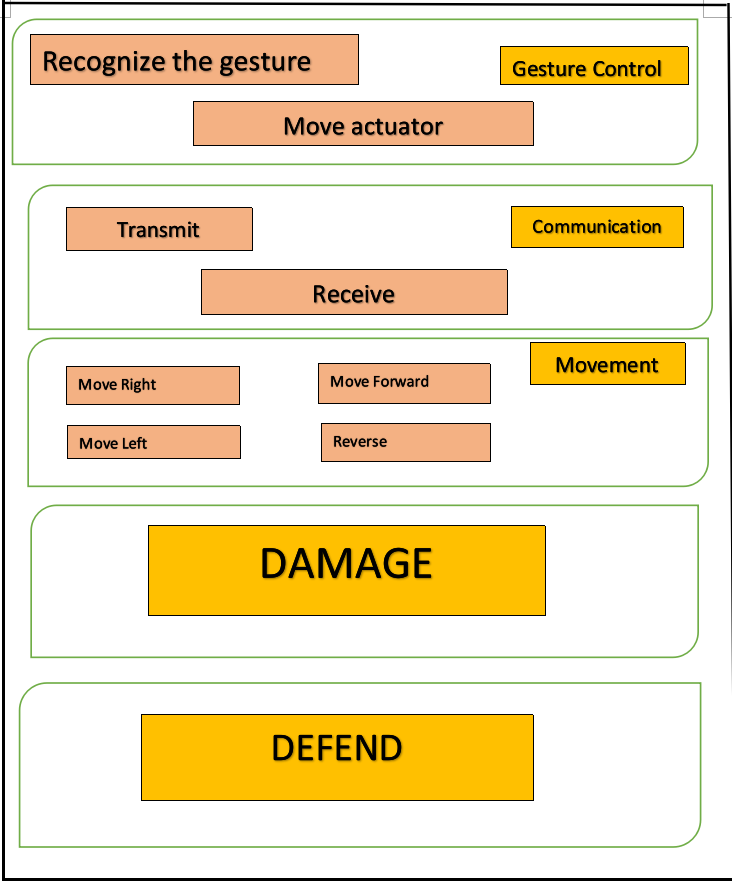 Recognize the gesture
Gesture Control
Move actuator
Transmit
Communication
Receive
Movement
Move Right
Move Forward
Move Left
Reverse
DAMAGE
DEFEND